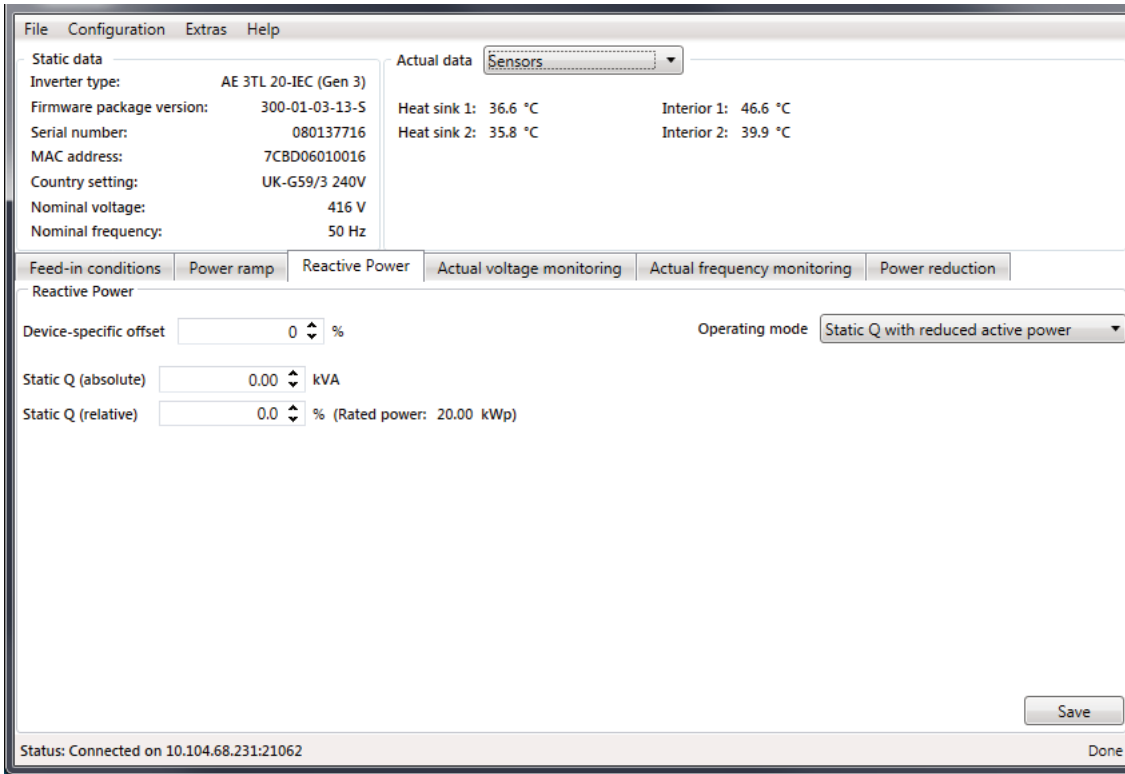 File Configuration Extras Help
Static data
Inverter type: AE 3TL 20-IEC (Gen 3)
Firmware package version: 300-01-03-13-S
Serial number: 080137716
MAC address: 7CBD06010016
Country setting: UK-G59/3 240V
Nominal voltage: 416 V
Nominal frequency: 50 Hz
Actual data Sensors
Heat sink 1: 36.6 °C Interior 1: 46.6 °C
Heat sink 2: 35.8 °C Interior 2: 39.9 °C
Feed-in conditions Power ramp Reactive Power Actual voltage monitoring Actual frequency monitoring Power reduction
Reactive Power
Device-specific offset 0 % Operating mode Static Q with reduced active power
Static Q (absolute) 0.00 kVA
Static Q (relative) 0.0 % (Rated power: 20.00 kWp)
Save
Status: Connected on 10.104.68.231:21062 Done